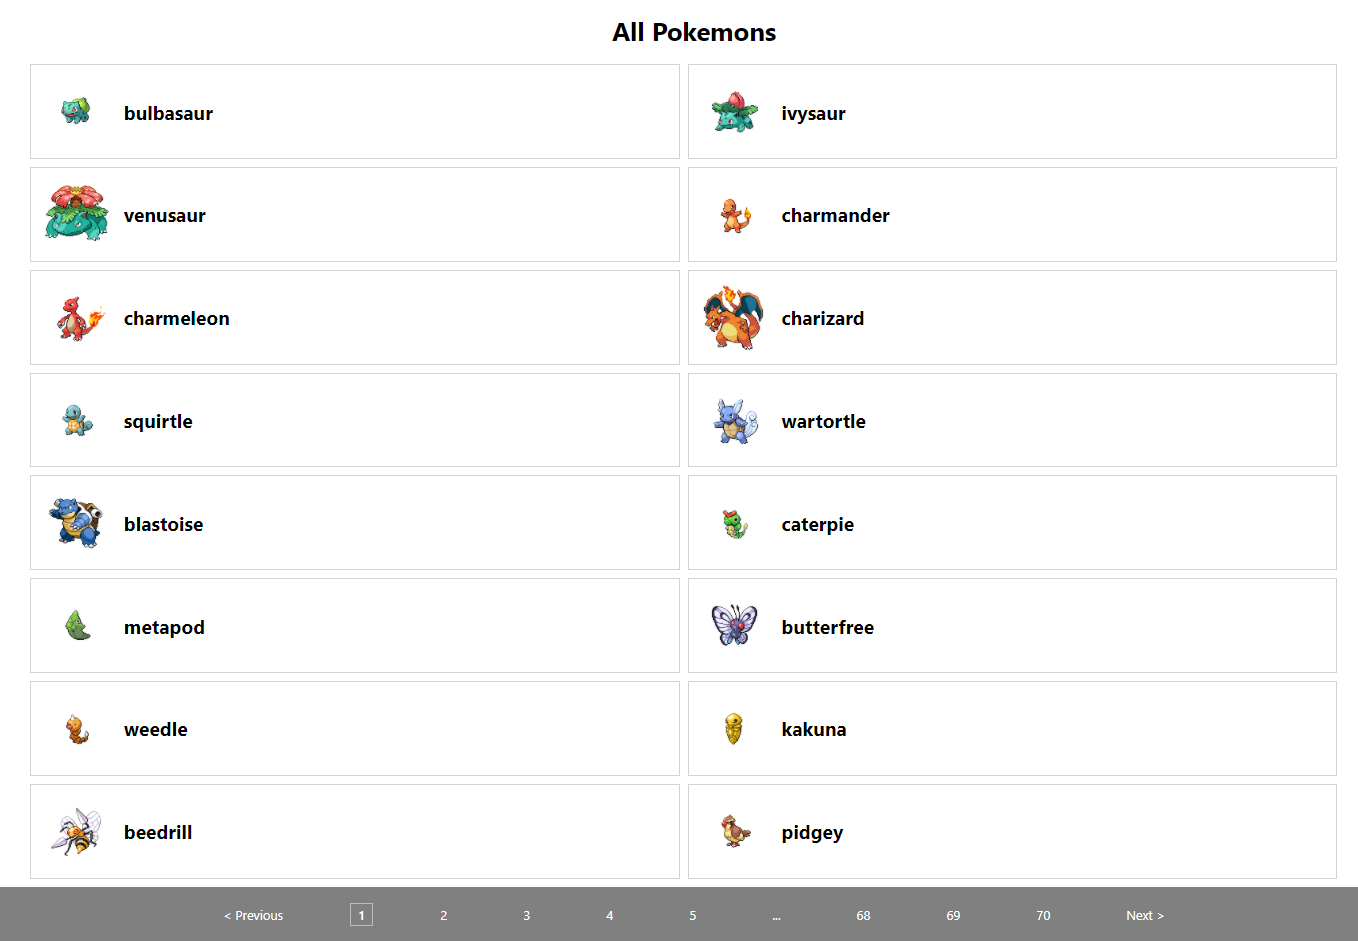 All Pokemons
bulbasaur
ivysaur
venusaur
charmander
charmeleon
charizard
squirtle
wartortle
blastoise
caterpie
metapod
butterfree
weedle
kakuna
beedrill
pidgey
< Previous 1 2 3 4 5 ... 68 69 70 Next >